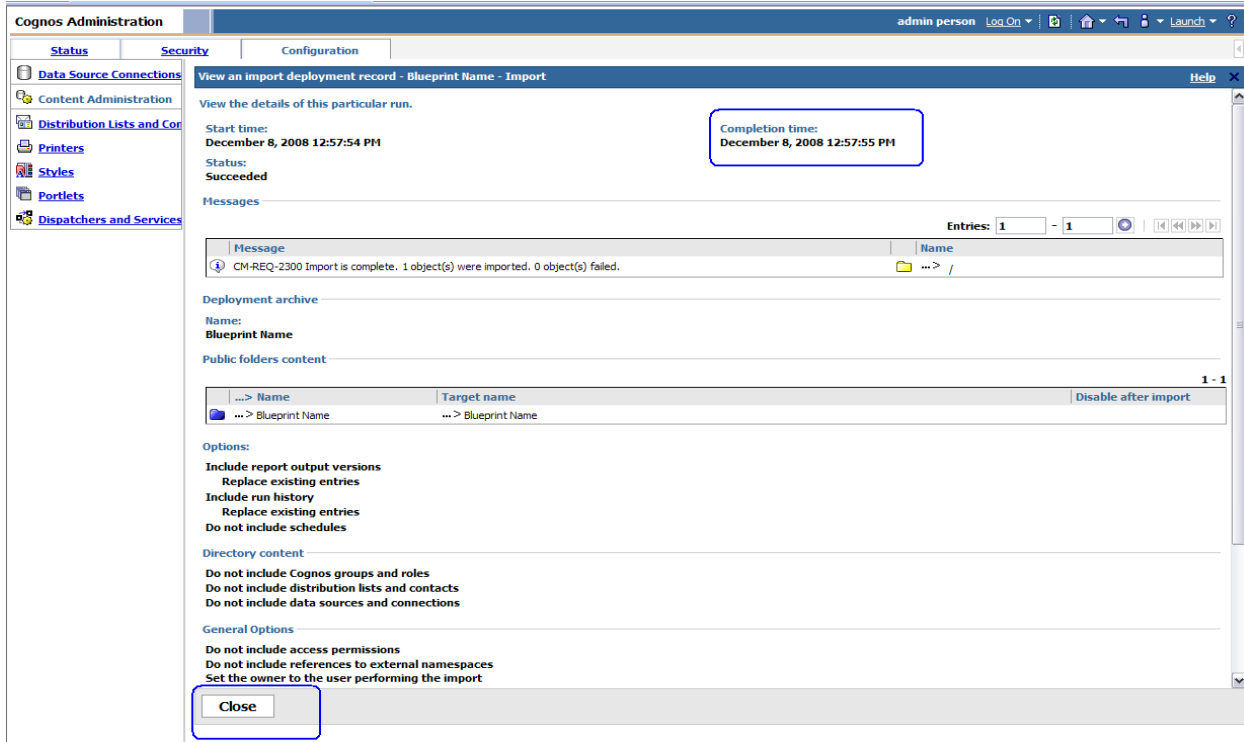 Cognos Administration
admin person Log On Launch ?
Status Security Configuration
Data Source Connections
Content Administration
Distribution Lists and Con
Printers
Styles
Portlets
Dispatchers and Services
View an import deployment record - Blueprint Name - Import Help X
View the details of this particular run.
Start time:
December 8, 2008 12:57:54 PM
Completion time:
December 8, 2008 12:57:55 PM
Status:
Succeeded
Messages
Entries: 1 - 1
Message Name
CM-REQ-2300 Import is complete. 1 object(s) were imported. 0 object(s) failed. ...> /
Deployment archive
Name:
Blueprint Name
Public folders content
1 - 1
...> Name Target name Disable after import
...> Blueprint Name ...> Blueprint Name
Options:
Include report output versions
Replace existing entries
Include run history
Replace existing entries
Do not include schedules
Directory content
Do not include Cognos groups and roles
Do not include distribution lists and contacts
Do not include data sources and connections
General Options
Do not include access permissions
Do not include references to external namespaces
Set the owner to the user performing the import
Close